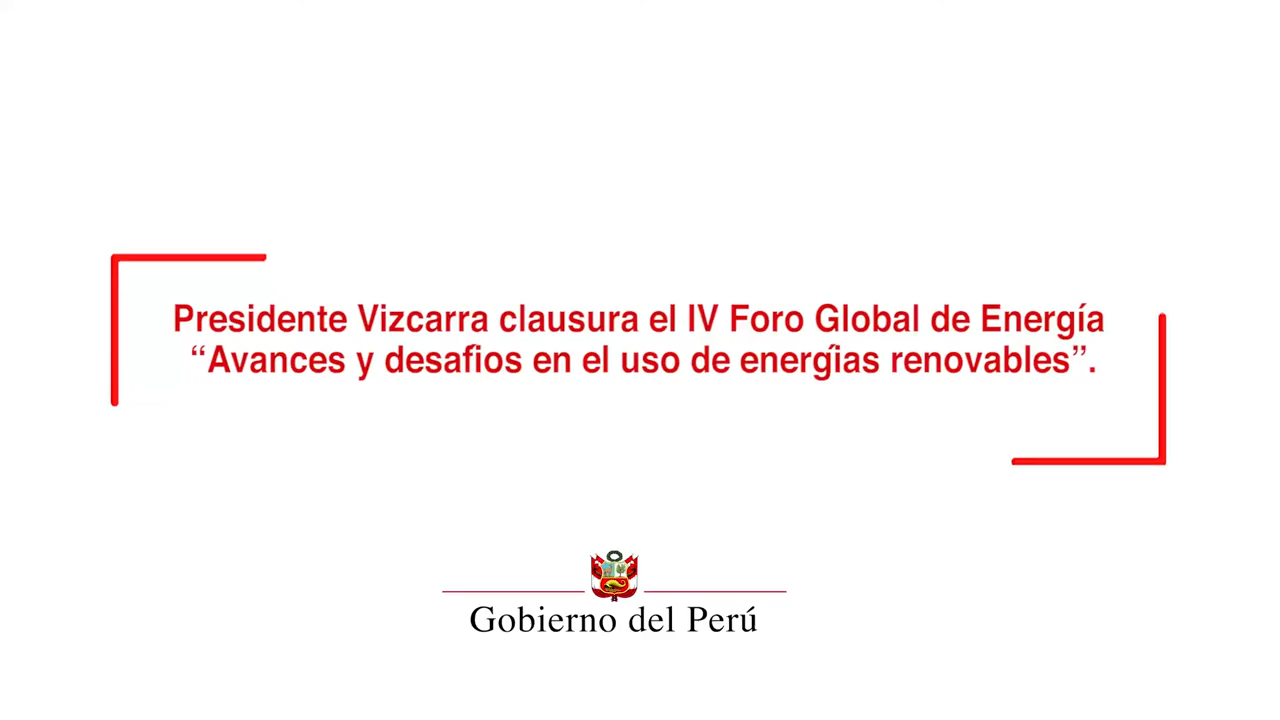 Presidente Vizcarra clausura el IV Foro Global de Energía
“Avances y desafíos en el uso de energías renovables”.
Gobierno del Perú